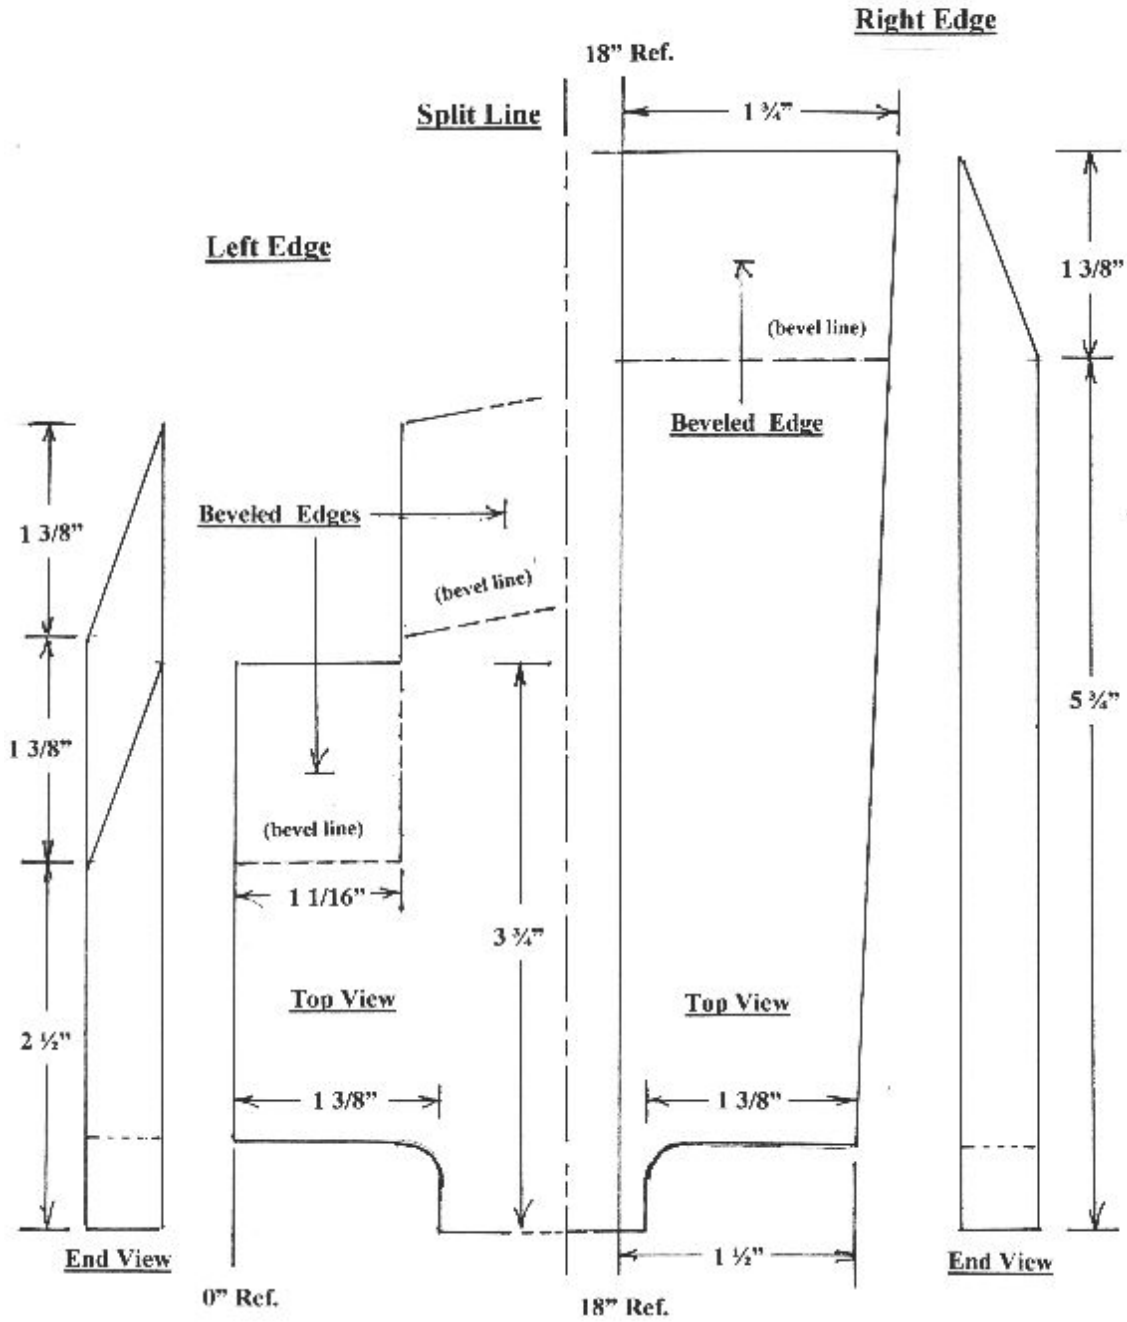 Right Edge
18” Ref.
Split Line
1 ¾”
Left Edge
1 3/8”
(bevel line)
Beveled Edge
Beveled Edges
1 3/8”
(bevel line)
5 ¾”
1 3/8”
(bevel line)
1 1/16”
3 ¾”
Top View
Top View
2 ½”
1 3/8”
1 3/8”
End View
1 ½”
End View
0” Ref.
18” Ref.